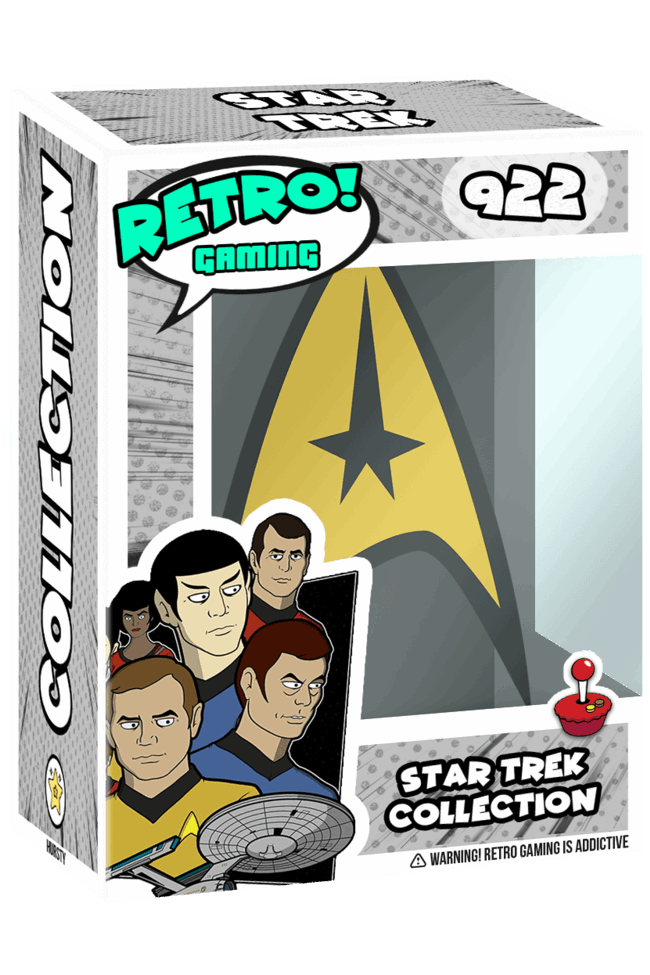 STAR
TREK
RETRO!
GAMING
922
COLLECTION
HURSTY
STAR TREK
COLLECTION
WARNING! RETRO GAMING IS ADDICTIVE